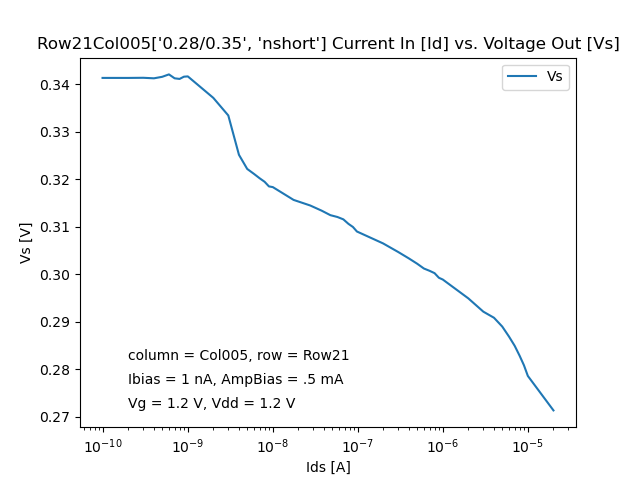 Row21Col005['0.28/0.35', 'nshort'] Current In [Id] vs. Voltage Out [Vs]
Vs
0.34
0.33
0.32
0.31
0.30
0.29
0.28
0.27
Vs [V]
column = Col005, row = Row21
Ibias = 1 nA, AmpBias = .5 mA
Vg = 1.2 V, Vdd = 1.2 V
10⁻¹⁰ 10⁻⁹ 10⁻⁸ 10⁻⁷ 10⁻⁶ 10⁻⁵
Ids [A]